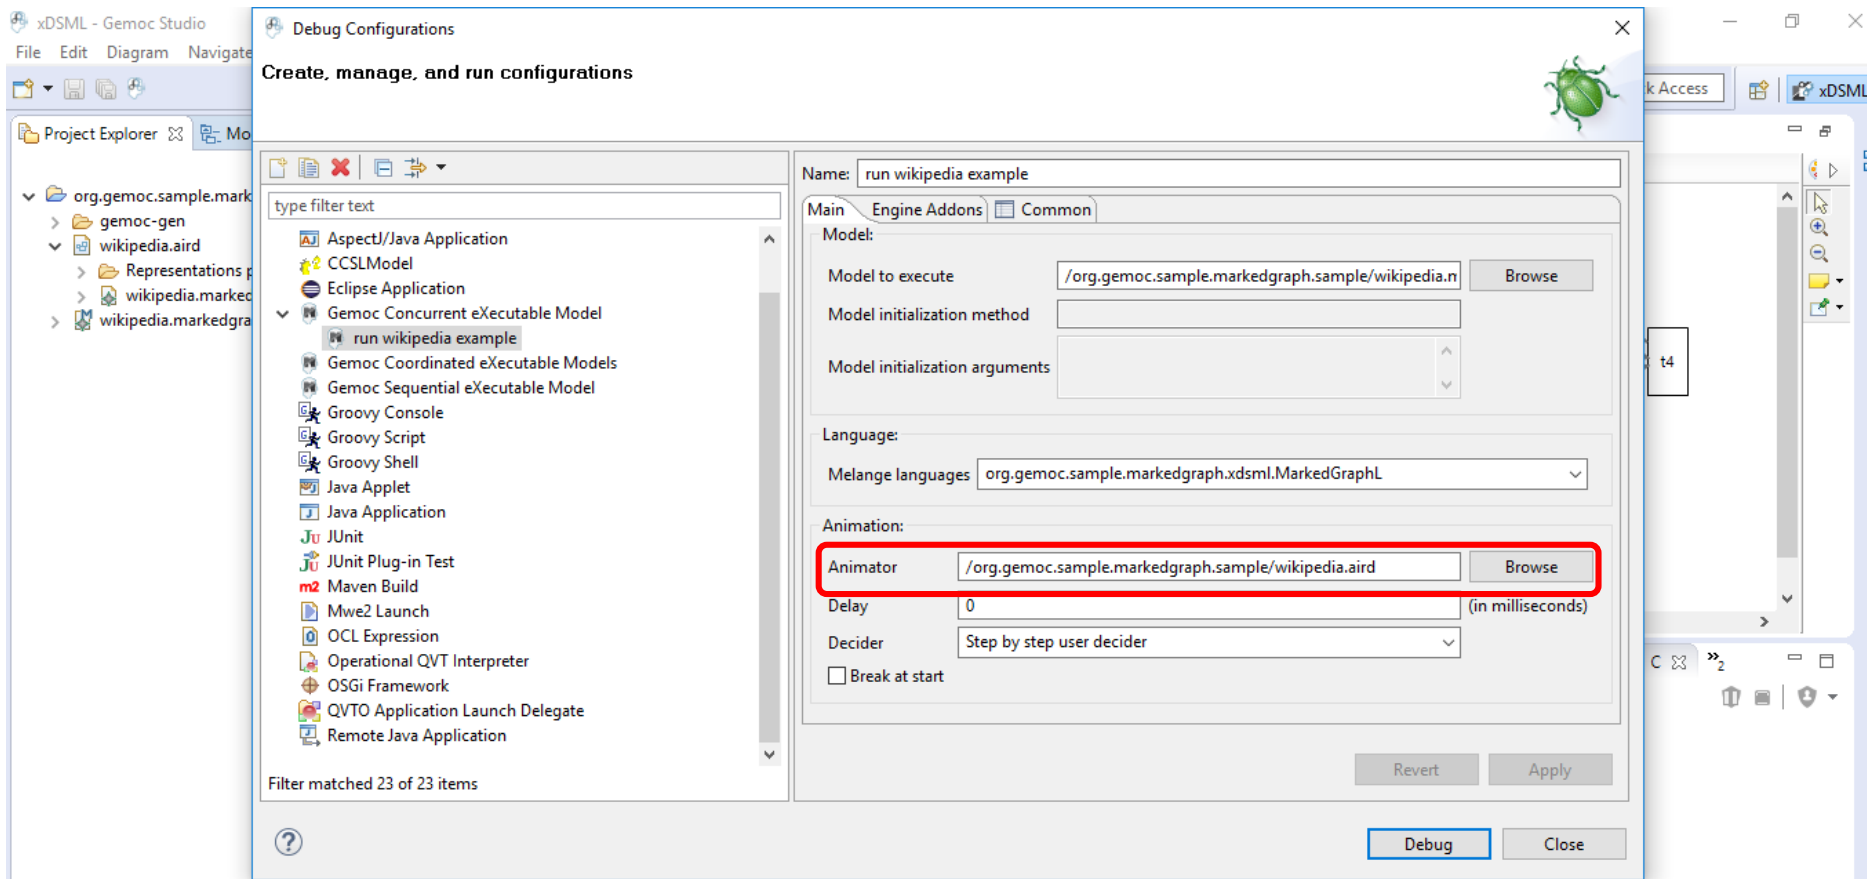 xDSML - Gemoc Studio
File Edit Diagram Navigate
Project Explorer
Mo
org.gemoc.sample.mark
gemoc-gen
wikipedia.aird
Representations p
wikipedia.marked
wikipedia.markedgra
Debug Configurations
Create, manage, and run configurations
type filter text
AspectJ/Java Application
CCSLModel
Eclipse Application
Gemoc Concurrent eXecutable Model
run wikipedia example
Gemoc Coordinated eXecutable Models
Gemoc Sequential eXecutable Model
Groovy Console
Groovy Script
Groovy Shell
Java Applet
Java Application
JU JUnit
JUnit Plug-in Test
m2 Maven Build
Mwe2 Launch
OCL Expression
Operational QVT Interpreter
OSGi Framework
QVTO Application Launch Delegate
Remote Java Application
Filter matched 23 of 23 items
Name: run wikipedia example
Main Engine Addons Common
Model:
Model to execute /org.gemoc.sample.markedgraph.sample/wikipedia.m Browse
Model initialization method
Model initialization arguments
Language:
Melange languages org.gemoc.sample.markedgraph.xdsml.MarkedGraphL
Animation:
Animator /org.gemoc.sample.markedgraph.sample/wikipedia.aird Browse
Delay 0 (in milliseconds)
Decider Step by step user decider
Break at start
Revert Apply
Debug Close
k Access
xDSML
t4
C
»2